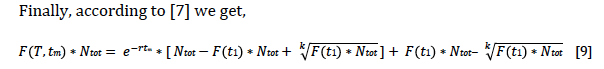 Finally, according to [7] we get,
F(T, tₘ) * Nₜₒₜ = e^(−rtₘ) * [ Nₜₒₜ − F(t₁) * Nₜₒₜ + ᵏ√(F(t₁) * Nₜₒₜ) ] + F(t₁) * Nₜₒₜ− ᵏ√(F(t₁) * Nₜₒₜ) [9]